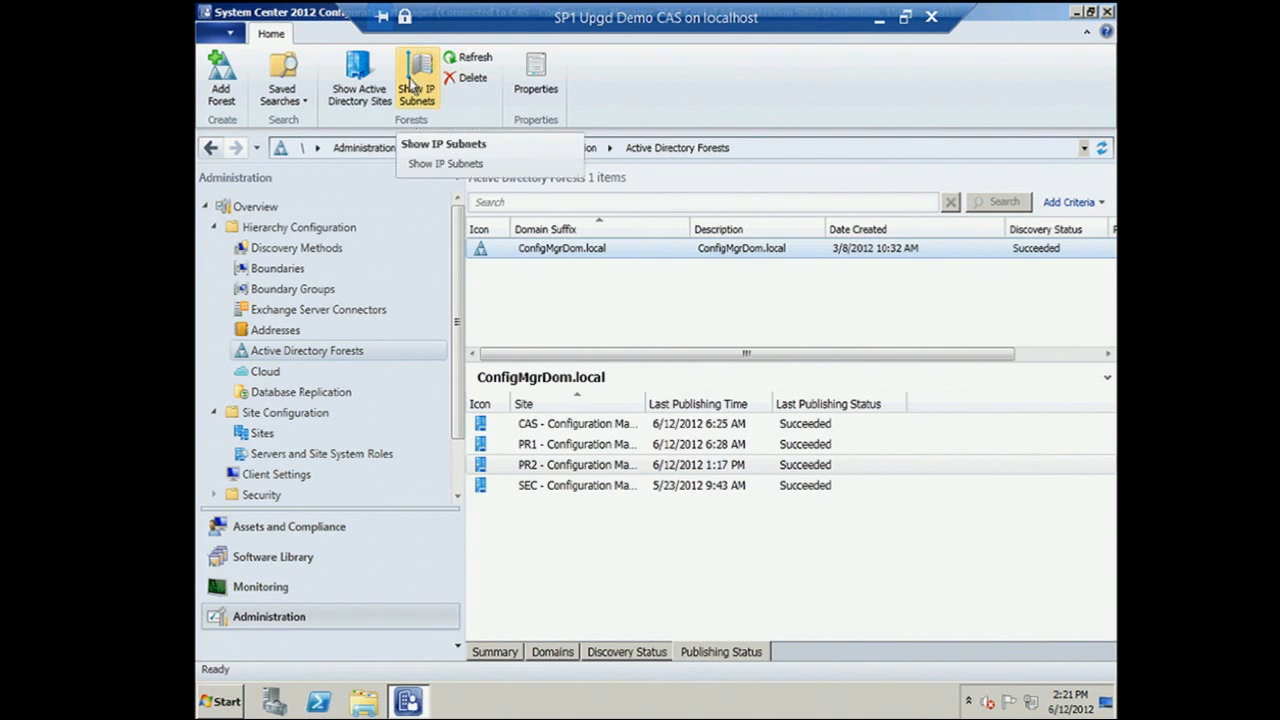 System Center 2012 Config
SP1 Upgd Demo CAS on localhost
Home
Add Forest
Saved Searches
Show Active Directory Sites
Show IP Subnets
Refresh
Delete
Properties
Create
Search
Forests
Properties
\ Administration
Active Directory Forests
Show IP Subnets
Show IP Subnets
Administration
Active Directory Forests 1 items
Search
Search
Add Criteria
Icon Domain Suffix Description Date Created Discovery Status
ConfigMgrDom.local ConfigMgrDom.local 3/8/2012 10:32 AM Succeeded
Overview
Hierarchy Configuration
Discovery Methods
Boundaries
Boundary Groups
Exchange Server Connectors
Addresses
Active Directory Forests
Cloud
Database Replication
Site Configuration
Sites
Servers and Site System Roles
Client Settings
Security
Assets and Compliance
Software Library
Monitoring
Administration
ConfigMgrDom.local
Icon Site Last Publishing Time Last Publishing Status
CAS - Configuration Ma... 6/12/2012 6:25 AM Succeeded
PR1 - Configuration Ma... 6/12/2012 6:28 AM Succeeded
PR2 - Configuration Ma... 6/12/2012 1:17 PM Succeeded
SEC - Configuration Ma... 5/23/2012 9:43 AM Succeeded
Summary Domains Discovery Status Publishing Status
Ready
Start
2:21 PM
6/12/2012